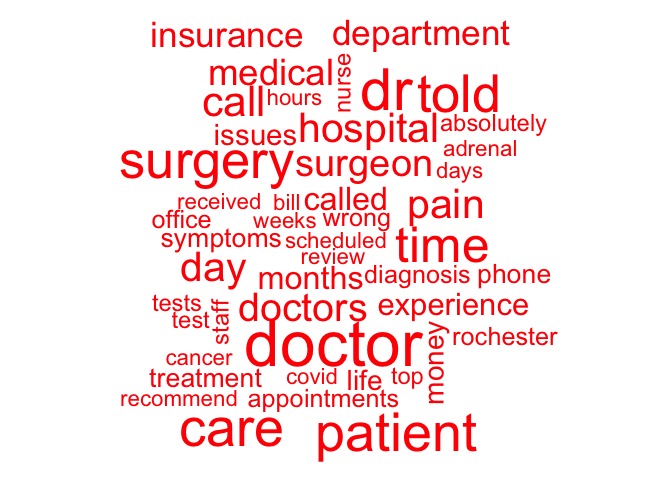 insurance department
medical nurse dr told
call hours
issues hospital absolutely
surgery surgeon adrenal
days
received bill called pain
office weeks wrong
symptoms scheduled time
review
day months diagnosis phone
tests staff doctors experience
test
doctor money rochester
cancer
treatment covid life top
recommend appointments
care patient